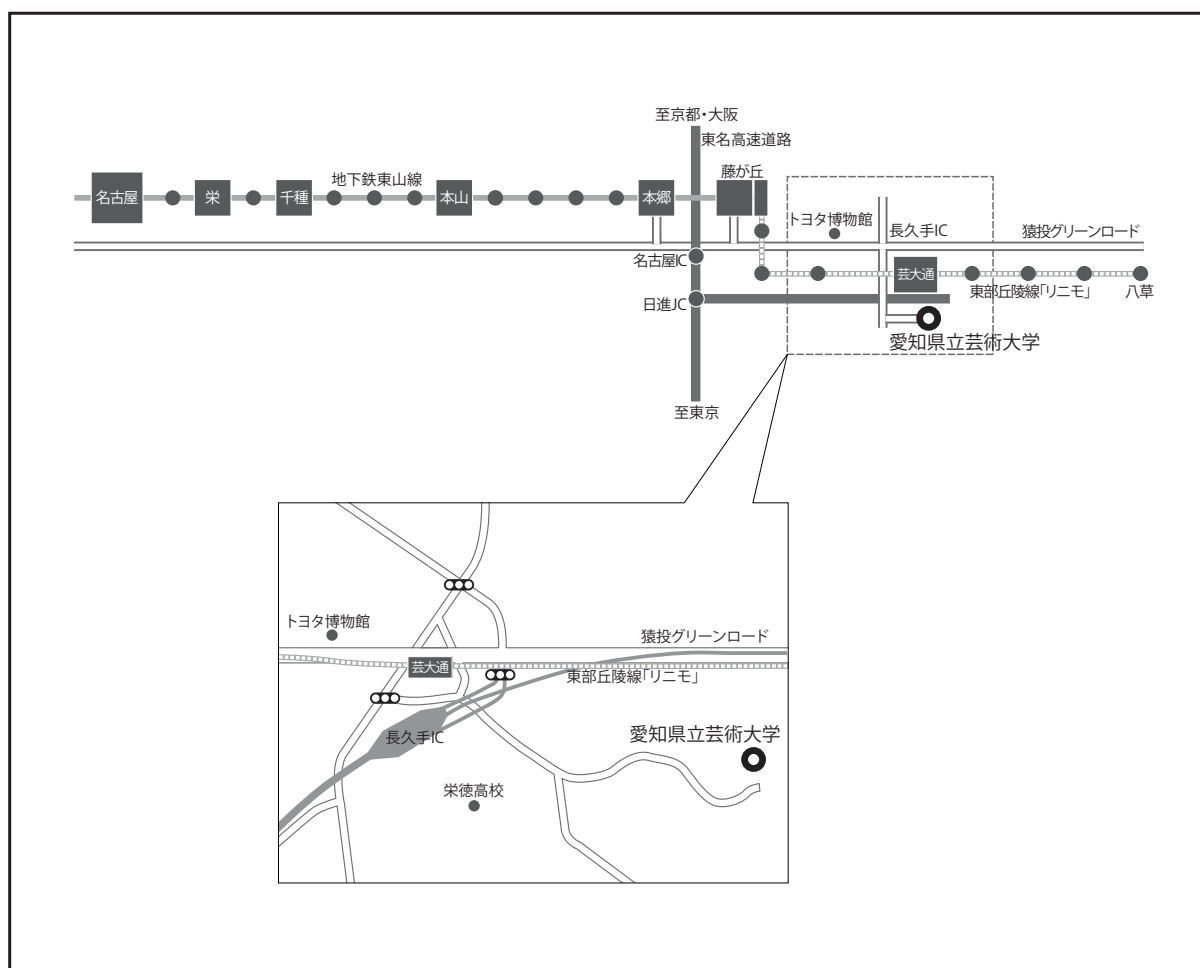 至京都・大阪
東名高速道路
藤が丘
地下鉄東山線
名古屋
栄
千種
本山
本郷
トヨタ博物館
長久手IC
猿投グリーンロード
名古屋IC
芸大通
東部丘陵線「リニモ」
八草
日進JC
愛知県立芸術大学
至東京
トヨタ博物館
猿投グリーンロード
芸大通
東部丘陵線「リニモ」
長久手IC
愛知県立芸術大学
栄徳高校